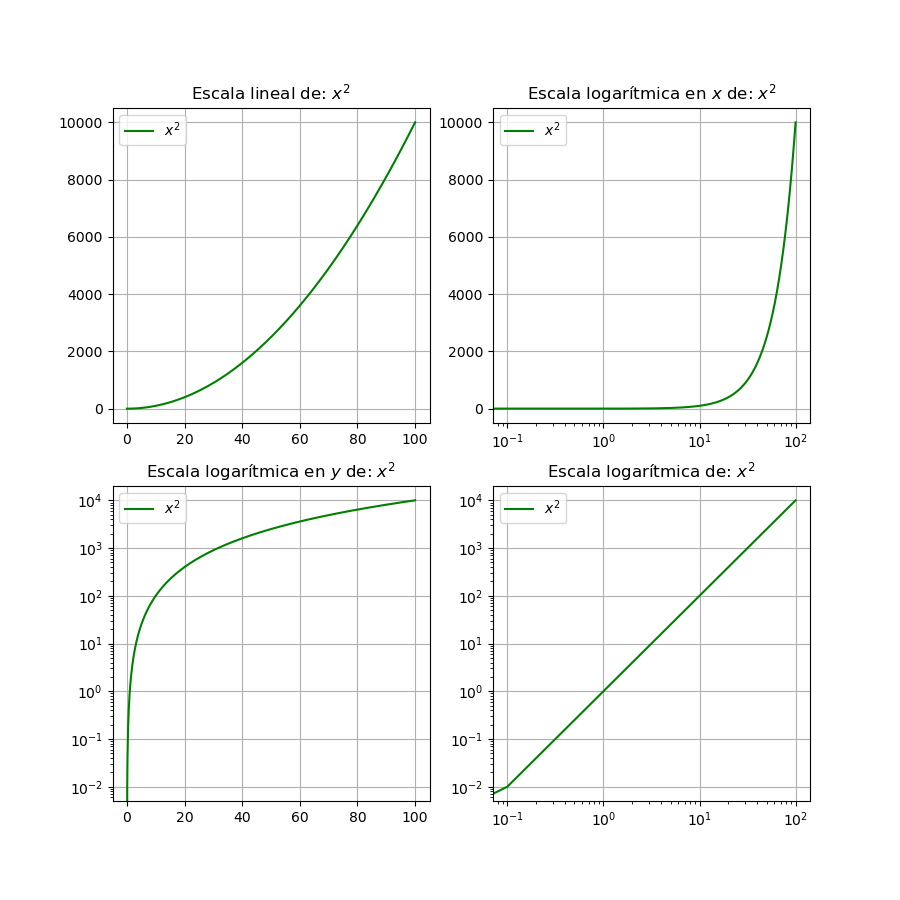 Escala lineal de: x²
x²
10000
8000
6000
4000
2000
0
0 20 40 60 80 100
Escala logarítmica en x de: x²
x²
10000
8000
6000
4000
2000
0
10⁻¹ 10⁰ 10¹ 10²
Escala logarítmica en y de: x²
x²
10⁴
10³
10²
10¹
10⁰
10⁻¹
10⁻²
0 20 40 60 80 100
Escala logarítmica de: x²
x²
10⁴
10³
10²
10¹
10⁰
10⁻¹
10⁻²
10⁻¹ 10⁰ 10¹ 10²